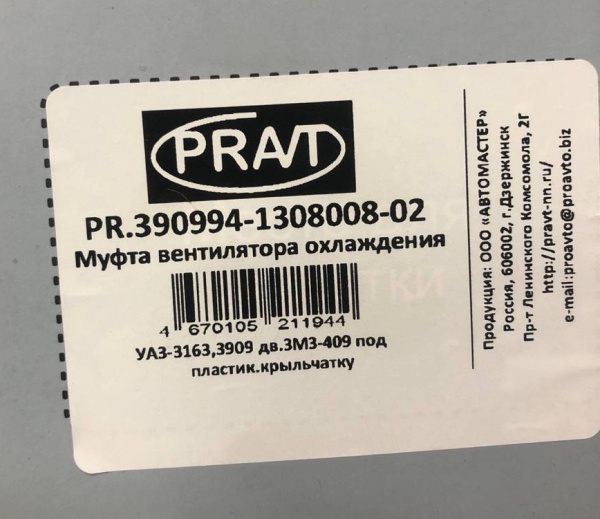 PRAVT
PR.390994-1308008-02
Муфта вентилятора охлаждения
4 670105 211944
УАЗ-3163,3909 дв.ЗМЗ-409 под
пластик.крыльчатку
Продукция: ООО «АВТОМАСТЕР»
Россия, 606002, г.Дзержинск
Пр-т Ленинского Комсомола, 2Г
http://pravt-nn.ru/
e-mail:proavto@proavto.biz